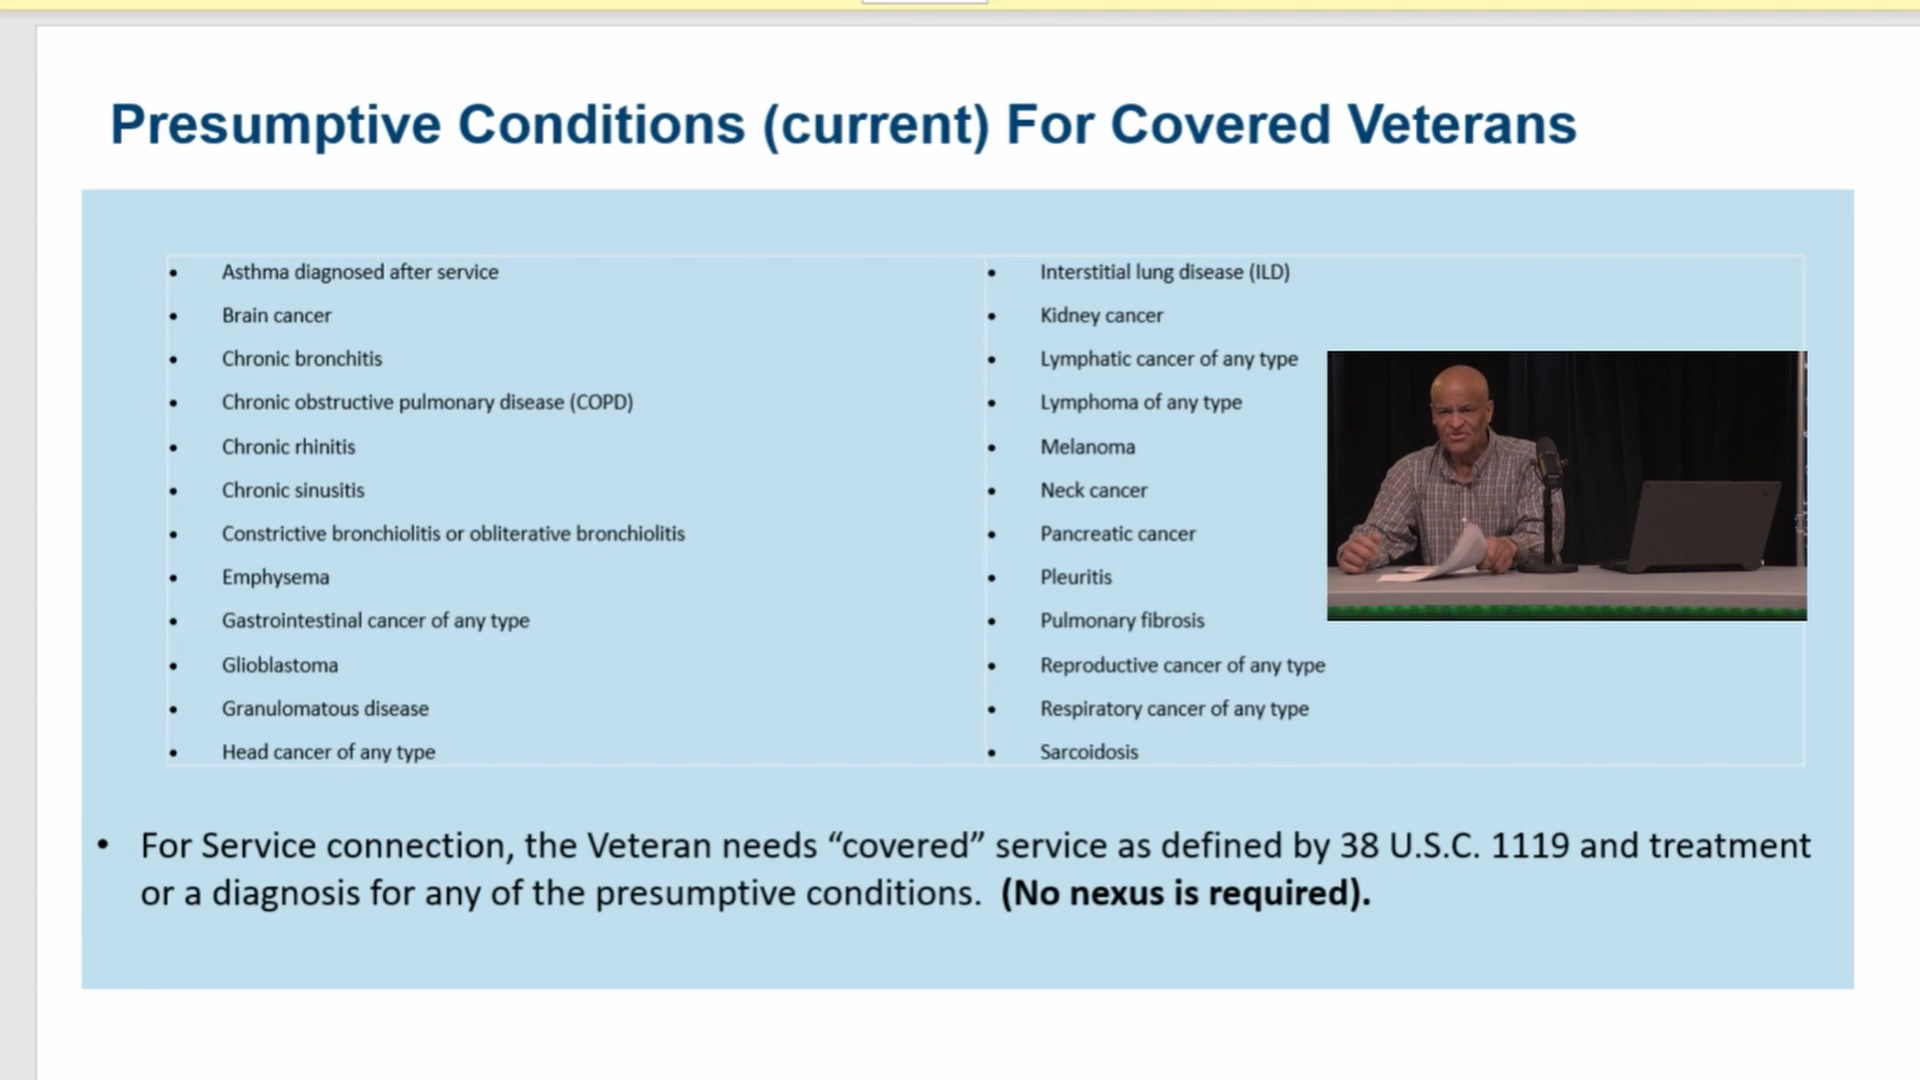 Presumptive Conditions (current) For Covered Veterans
• Asthma diagnosed after service
• Brain cancer
• Chronic bronchitis
• Chronic obstructive pulmonary disease (COPD)
• Chronic rhinitis
• Chronic sinusitis
• Constrictive bronchiolitis or obliterative bronchiolitis
• Emphysema
• Gastrointestinal cancer of any type
• Glioblastoma
• Granulomatous disease
• Head cancer of any type
• Interstitial lung disease (ILD)
• Kidney cancer
• Lymphatic cancer of any type
• Lymphoma of any type
• Melanoma
• Neck cancer
• Pancreatic cancer
• Pleuritis
• Pulmonary fibrosis
• Reproductive cancer of any type
• Respiratory cancer of any type
• Sarcoidosis
• For Service connection, the Veteran needs “covered” service as defined by 38 U.S.C. 1119 and treatment
or a diagnosis for any of the presumptive conditions. (No nexus is required).